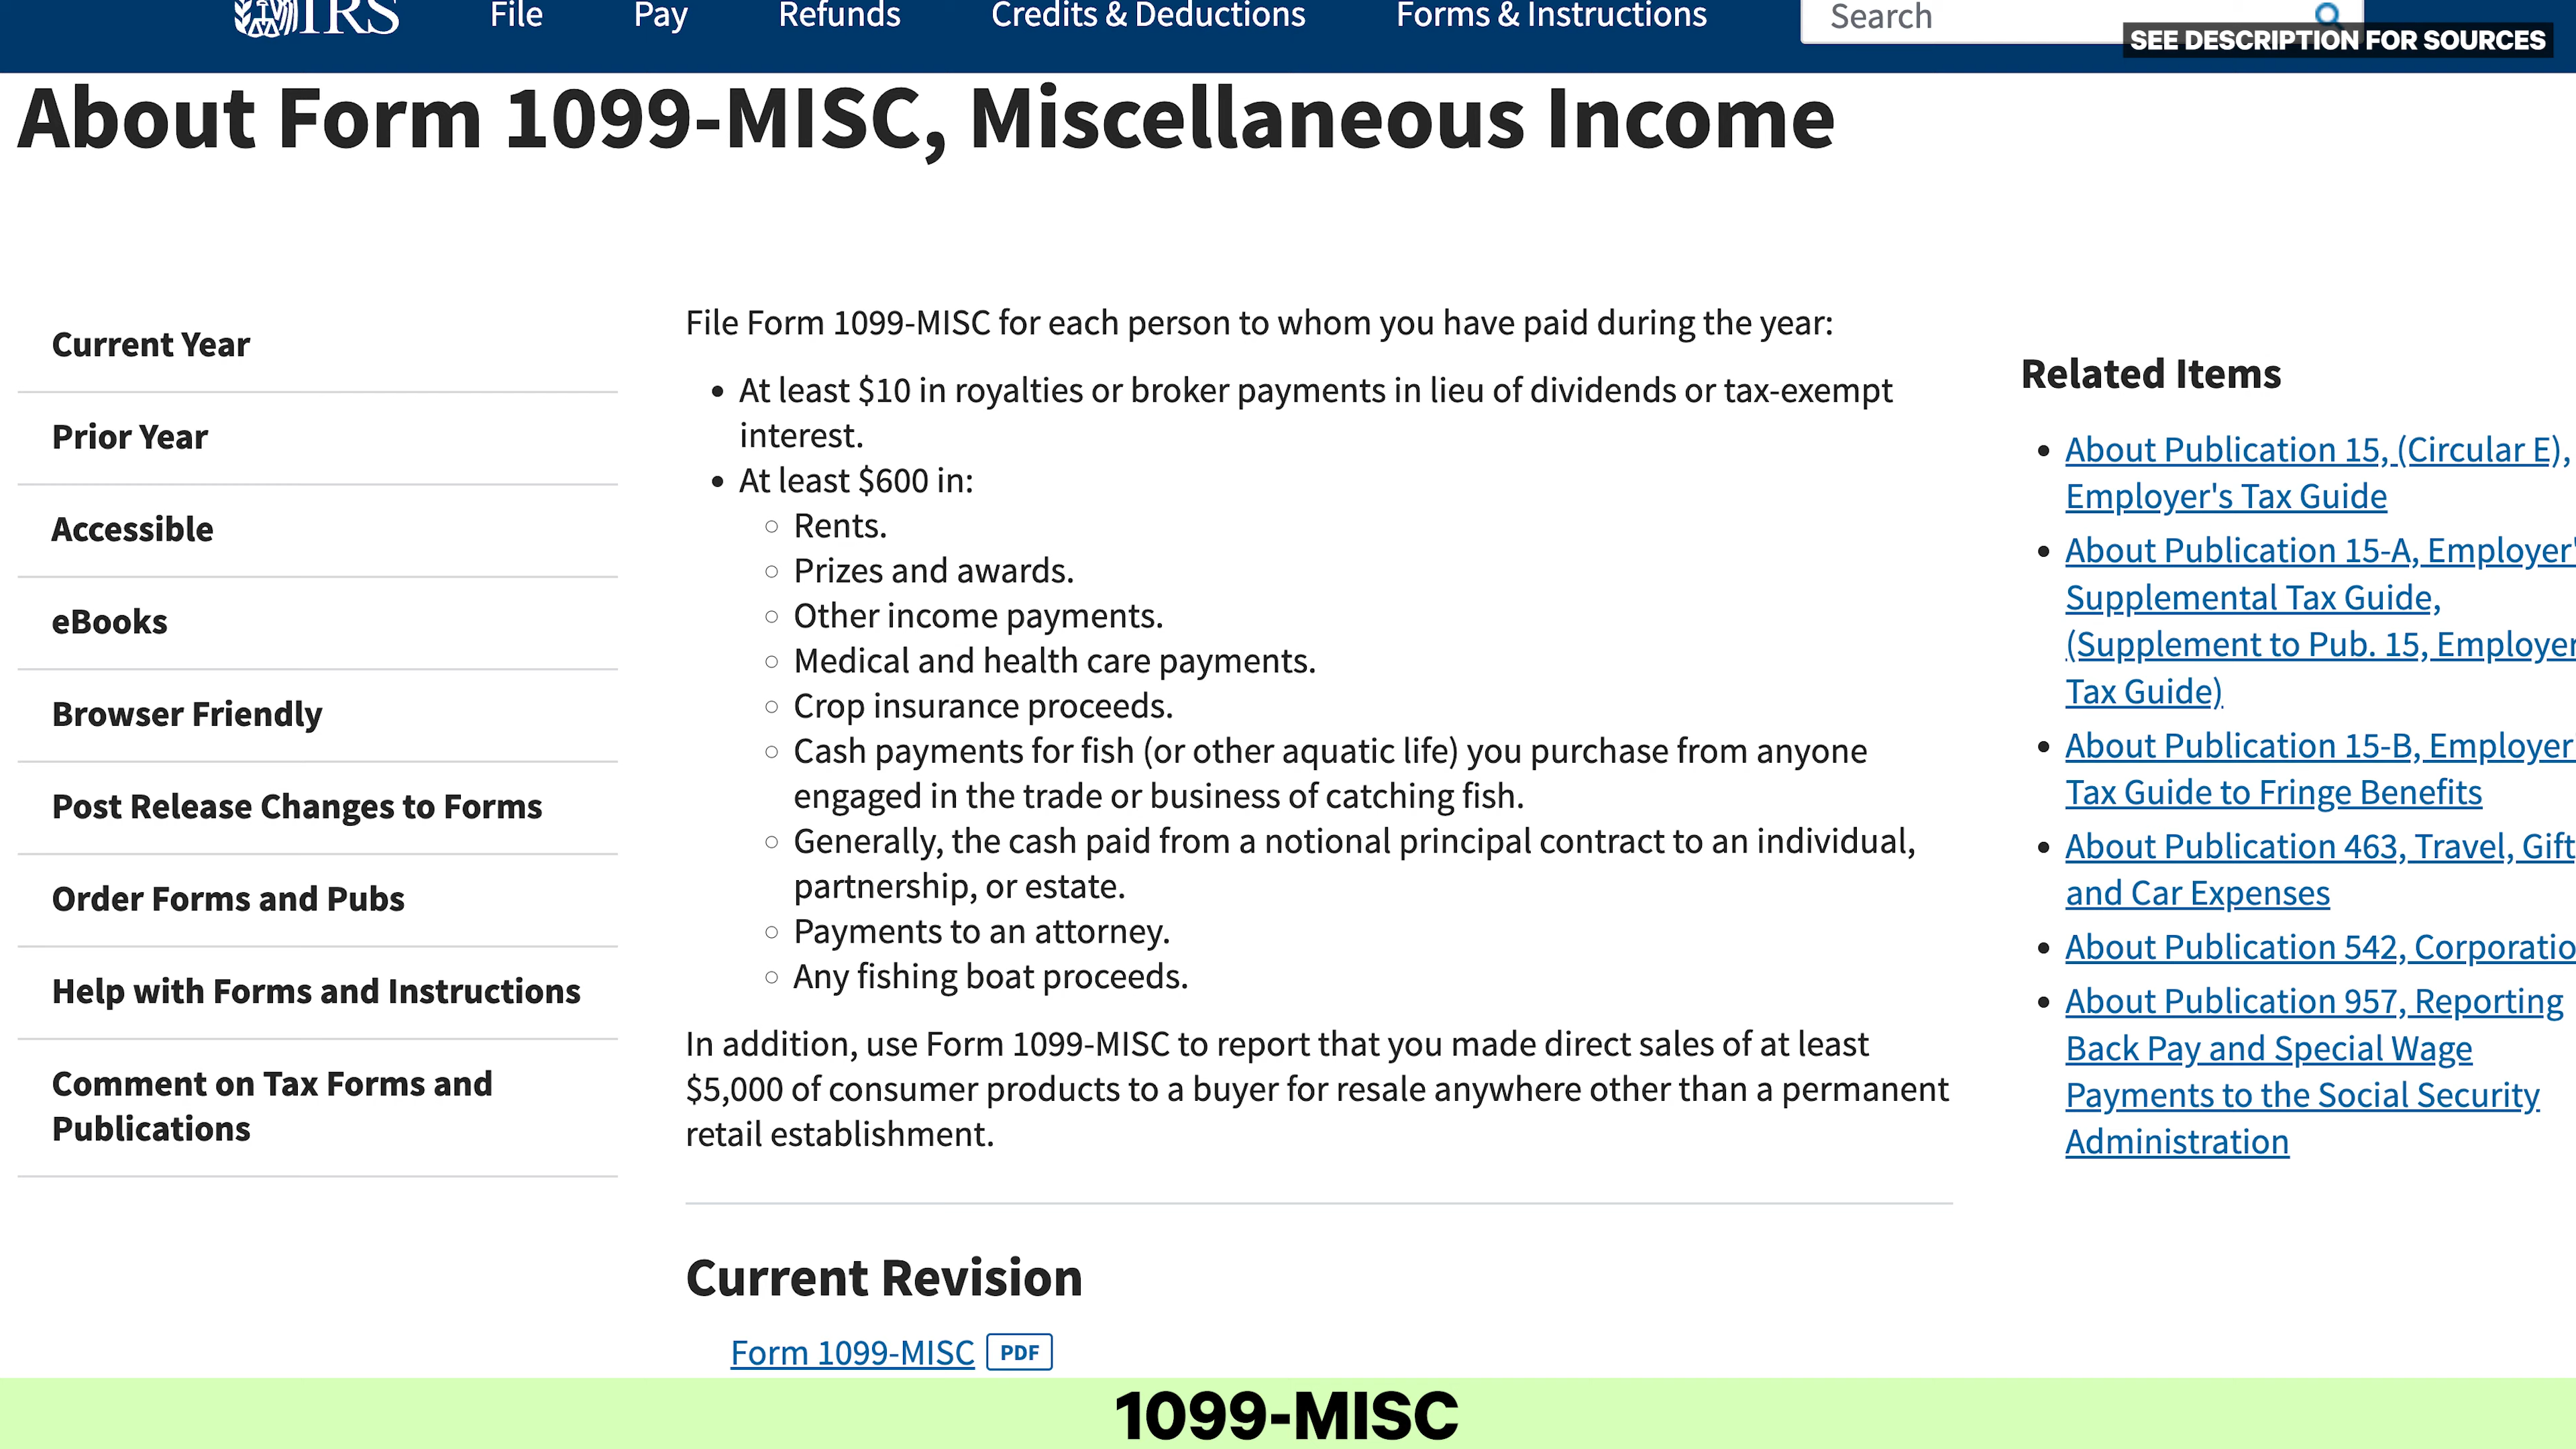 IRS
File
Pay
Refunds
Credits & Deductions
Forms & Instructions
Search
SEE DESCRIPTION FOR SOURCES
About Form 1099-MISC, Miscellaneous Income
Current Year
Prior Year
Accessible
eBooks
Browser Friendly
Post Release Changes to Forms
Order Forms and Pubs
Help with Forms and Instructions
Comment on Tax Forms and
Publications
File Form 1099-MISC for each person to whom you have paid during the year:
• At least $10 in royalties or broker payments in lieu of dividends or tax-exempt
interest.
• At least $600 in:
○ Rents.
○ Prizes and awards.
○ Other income payments.
○ Medical and health care payments.
○ Crop insurance proceeds.
○ Cash payments for fish (or other aquatic life) you purchase from anyone
engaged in the trade or business of catching fish.
○ Generally, the cash paid from a notional principal contract to an individual,
partnership, or estate.
○ Payments to an attorney.
○ Any fishing boat proceeds.
In addition, use Form 1099-MISC to report that you made direct sales of at least
$5,000 of consumer products to a buyer for resale anywhere other than a permanent
retail establishment.
Current Revision
Form 1099-MISC PDF
Related Items
• About Publication 15, (Circular E),
Employer's Tax Guide
• About Publication 15-A, Employer'
Supplemental Tax Guide,
(Supplement to Pub. 15, Employer
Tax Guide)
• About Publication 15-B, Employer
Tax Guide to Fringe Benefits
• About Publication 463, Travel, Gift
and Car Expenses
• About Publication 542, Corporatio
• About Publication 957, Reporting
Back Pay and Special Wage
Payments to the Social Security
Administration
1099-MISC